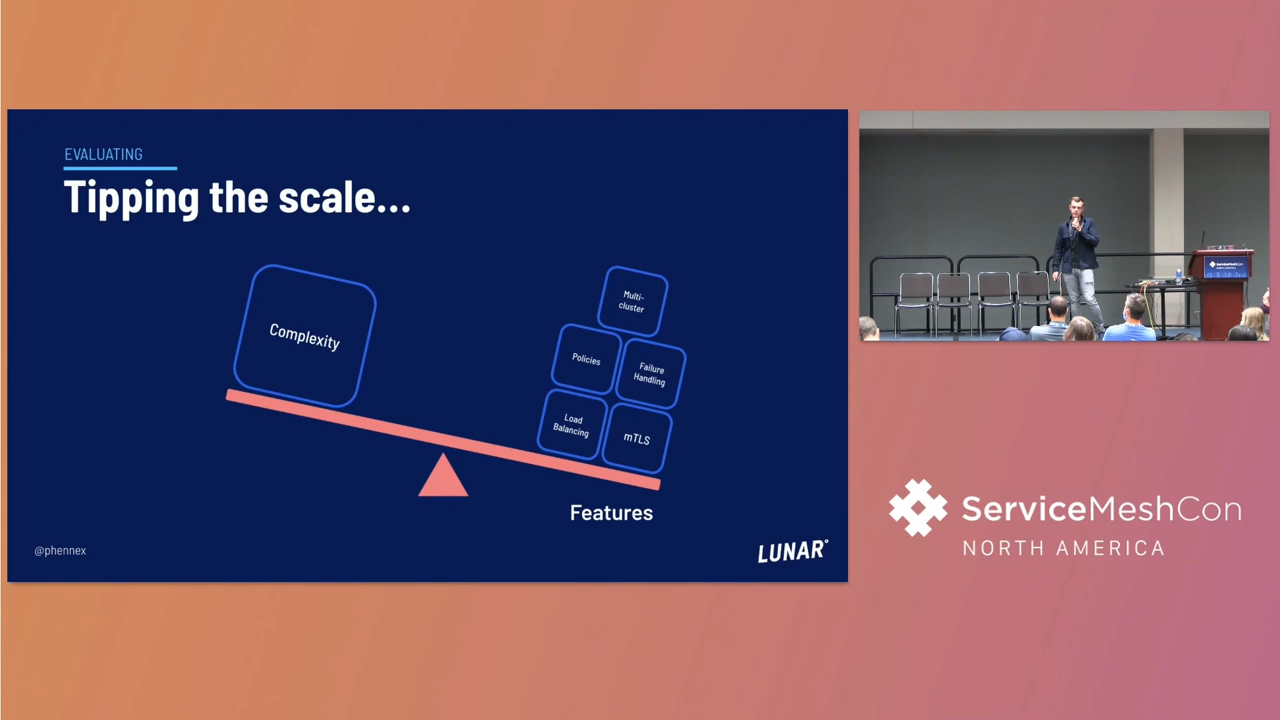 EVALUATING
Tipping the scale...
Complexity
Multi-
cluster
Policies
Failure
Handling
Load
Balancing
mTLS
Features
@phennex
LUNAR°
ServiceMeshCon
ServiceMeshCon
NORTH AMERICA